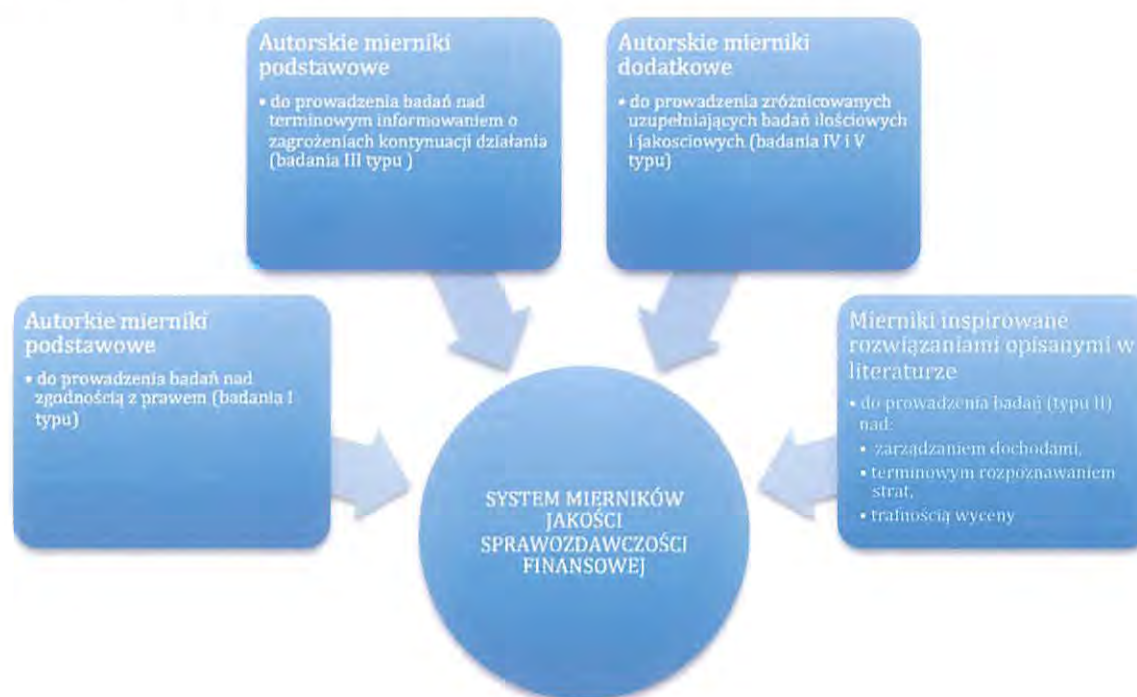 Autorskie mierniki
podstawowe
• do prowadzenia badań nad
terminowym informowaniem o
zagrożeniach kontynuacji działania
(badania III typu )
Autorskie mierniki
dodatkowe
• do prowadzenia zróżnicowanych
uzupełniających badań ilościowych
i jakosciowych (badania IV i V
typu)
Autorkie mierniki
podstawowe
• do prowadzenia badań nad
zgodnością z prawem (badania I
typu)
Mierniki inspirowane
rozwiązaniami opisanymi w
literaturze
• do prowadzenia badań (typu II)
nad:
• zarządzaniem dochodami,
• terminowym rozpoznawaniem
strat,
• trafnością wyceny
SYSTEM MIERNIKÓW
JAKOŚCI
SPRAWOZDAWCZOŚCI
FINANSOWEJ